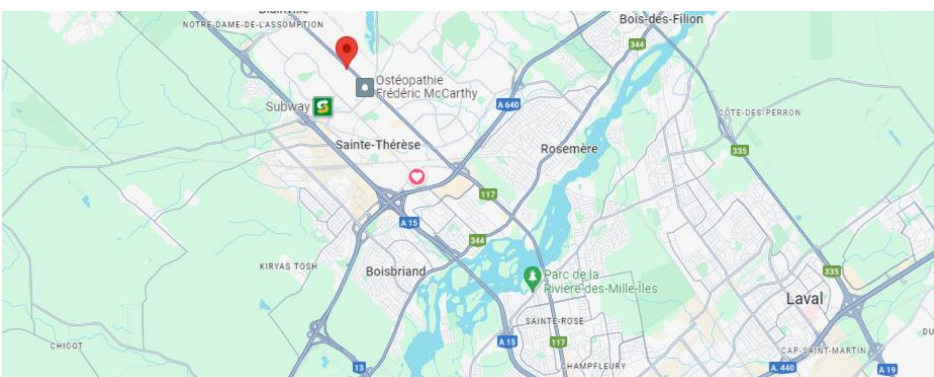 Blainville
NOTRE-DAME-DE-L'ASSOMPTION
Bois-des-Filion
344
Ostéopathie
Frédéric McCarthy
Subway
A 640
CÔTE-DES-PERRON
Sainte-Thérèse
Rosemère
335
117
A 15
344
KIRYAS TOSH
Boisbriand
Parc de la
Rivière-des-Mille-Îles
335
Laval
SAINTE-ROSE
CHICOT
A 15
117
CAP-SAINT-MARTIN
DU
13
CHAMPFLEURY
A. 440
A 19